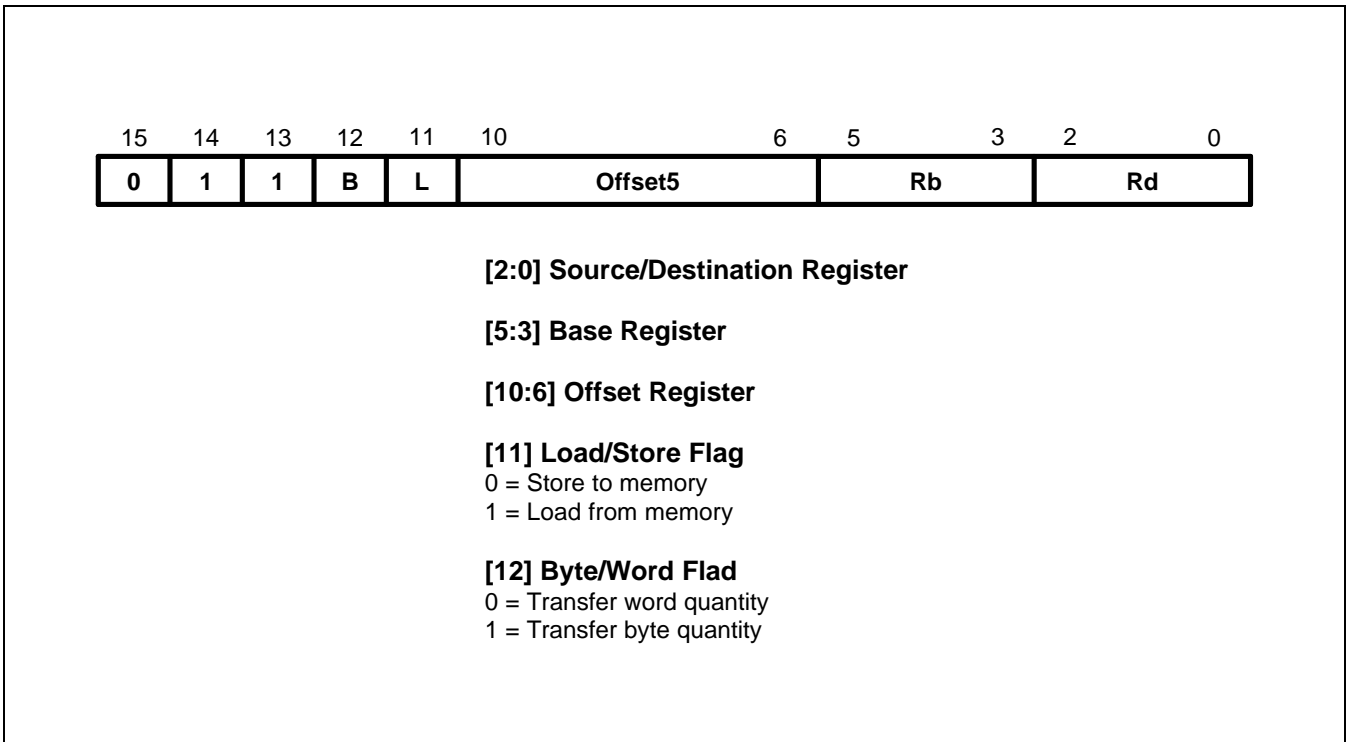 15 14 13 12 11 10 6 5 3 2 0
0 1 1 B L Offset5 Rb Rd
[2:0] Source/Destination Register
[5:3] Base Register
[10:6] Offset Register
[11] Load/Store Flag
0 = Store to memory
1 = Load from memory
[12] Byte/Word Flad
0 = Transfer word quantity
1 = Transfer byte quantity